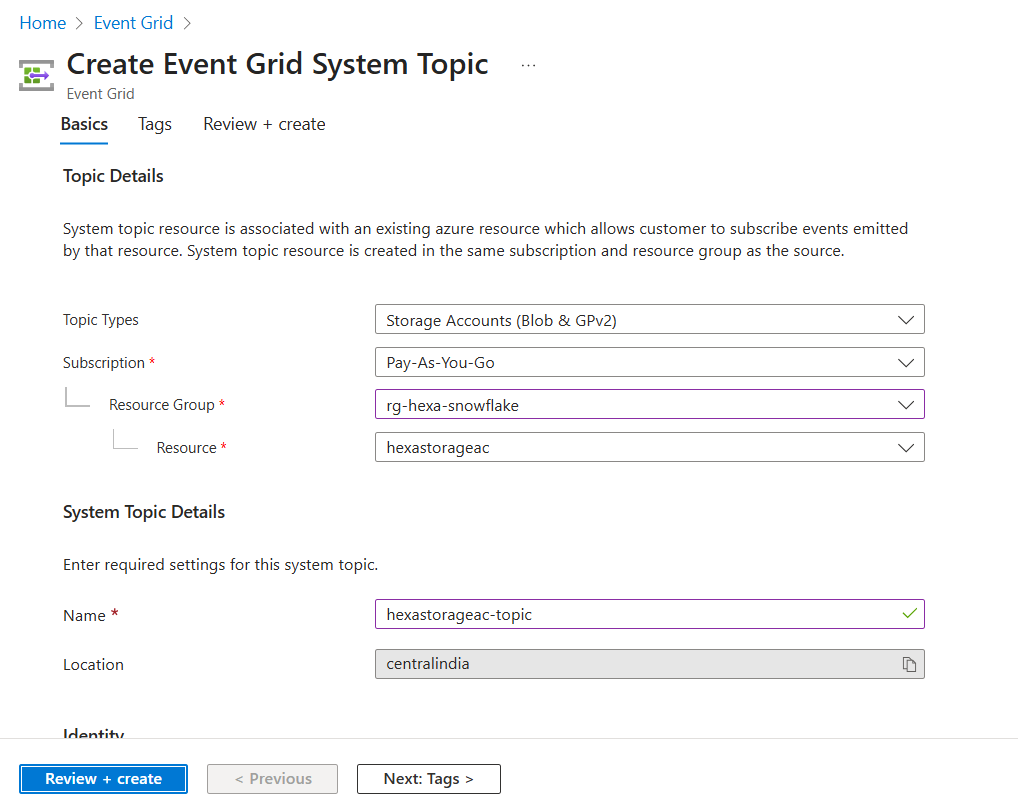 Home > Event Grid >
Create Event Grid System Topic ...
Event Grid
Basics Tags Review + create
Topic Details
System topic resource is associated with an existing azure resource which allows customer to subscribe events emitted
by that resource. System topic resource is created in the same subscription and resource group as the source.
Topic Types Storage Accounts (Blob & GPv2)
Subscription * Pay-As-You-Go
Resource Group * rg-hexa-snowflake
Resource * hexastorageac
System Topic Details
Enter required settings for this system topic.
Name * hexastorageac-topic
Location centralindia
Identity
Review + create < Previous Next: Tags >